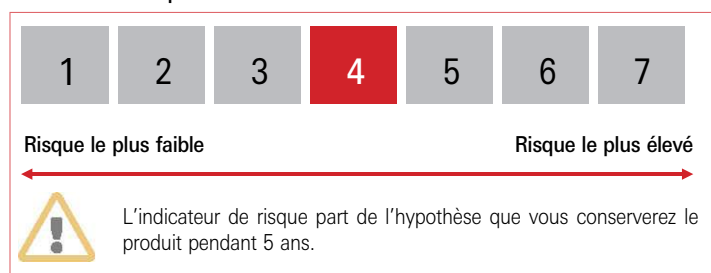 1 2 3 4 5 6 7
Risque le plus faible Risque le plus élevé
L'indicateur de risque part de l'hypothèse que vous conserverez le
produit pendant 5 ans.